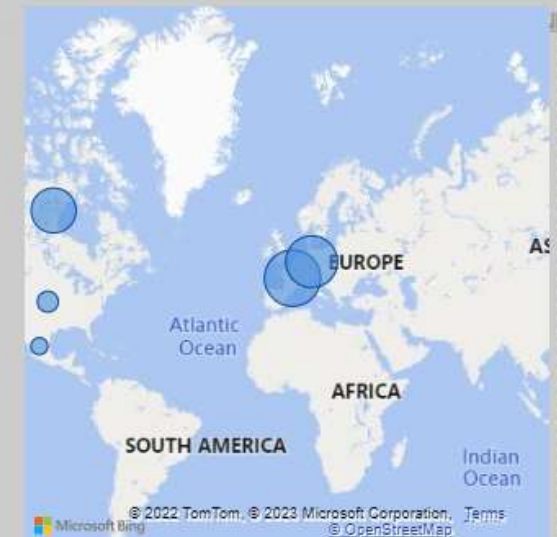 EUROPE
AS
Atlantic
Ocean
AFRICA
SOUTH AMERICA
Indian
Ocean
© 2022 TomTom, © 2023 Microsoft Corporation, Terms
Microsoft Bing
© OpenStreetMap